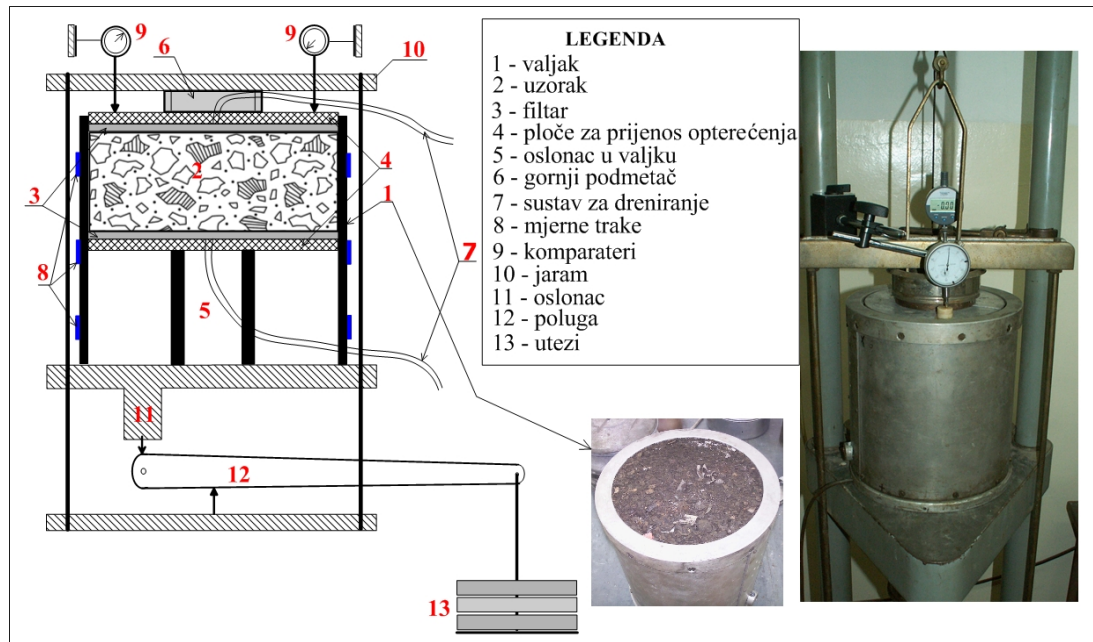 9
9
6
10
2
4
3
1
7
8
5
11
12
13
LEGENDA
1 - valjak
2 - uzorak
3 - filtar
4 - ploče za prijenos opterećenja
5 - oslonac u valjku
6 - gornji podmetač
7 - sustav za dreniranje
8 - mjerne trake
9 - komparateri
10 - jaram
11 - oslonac
12 - poluga
13 - utezi